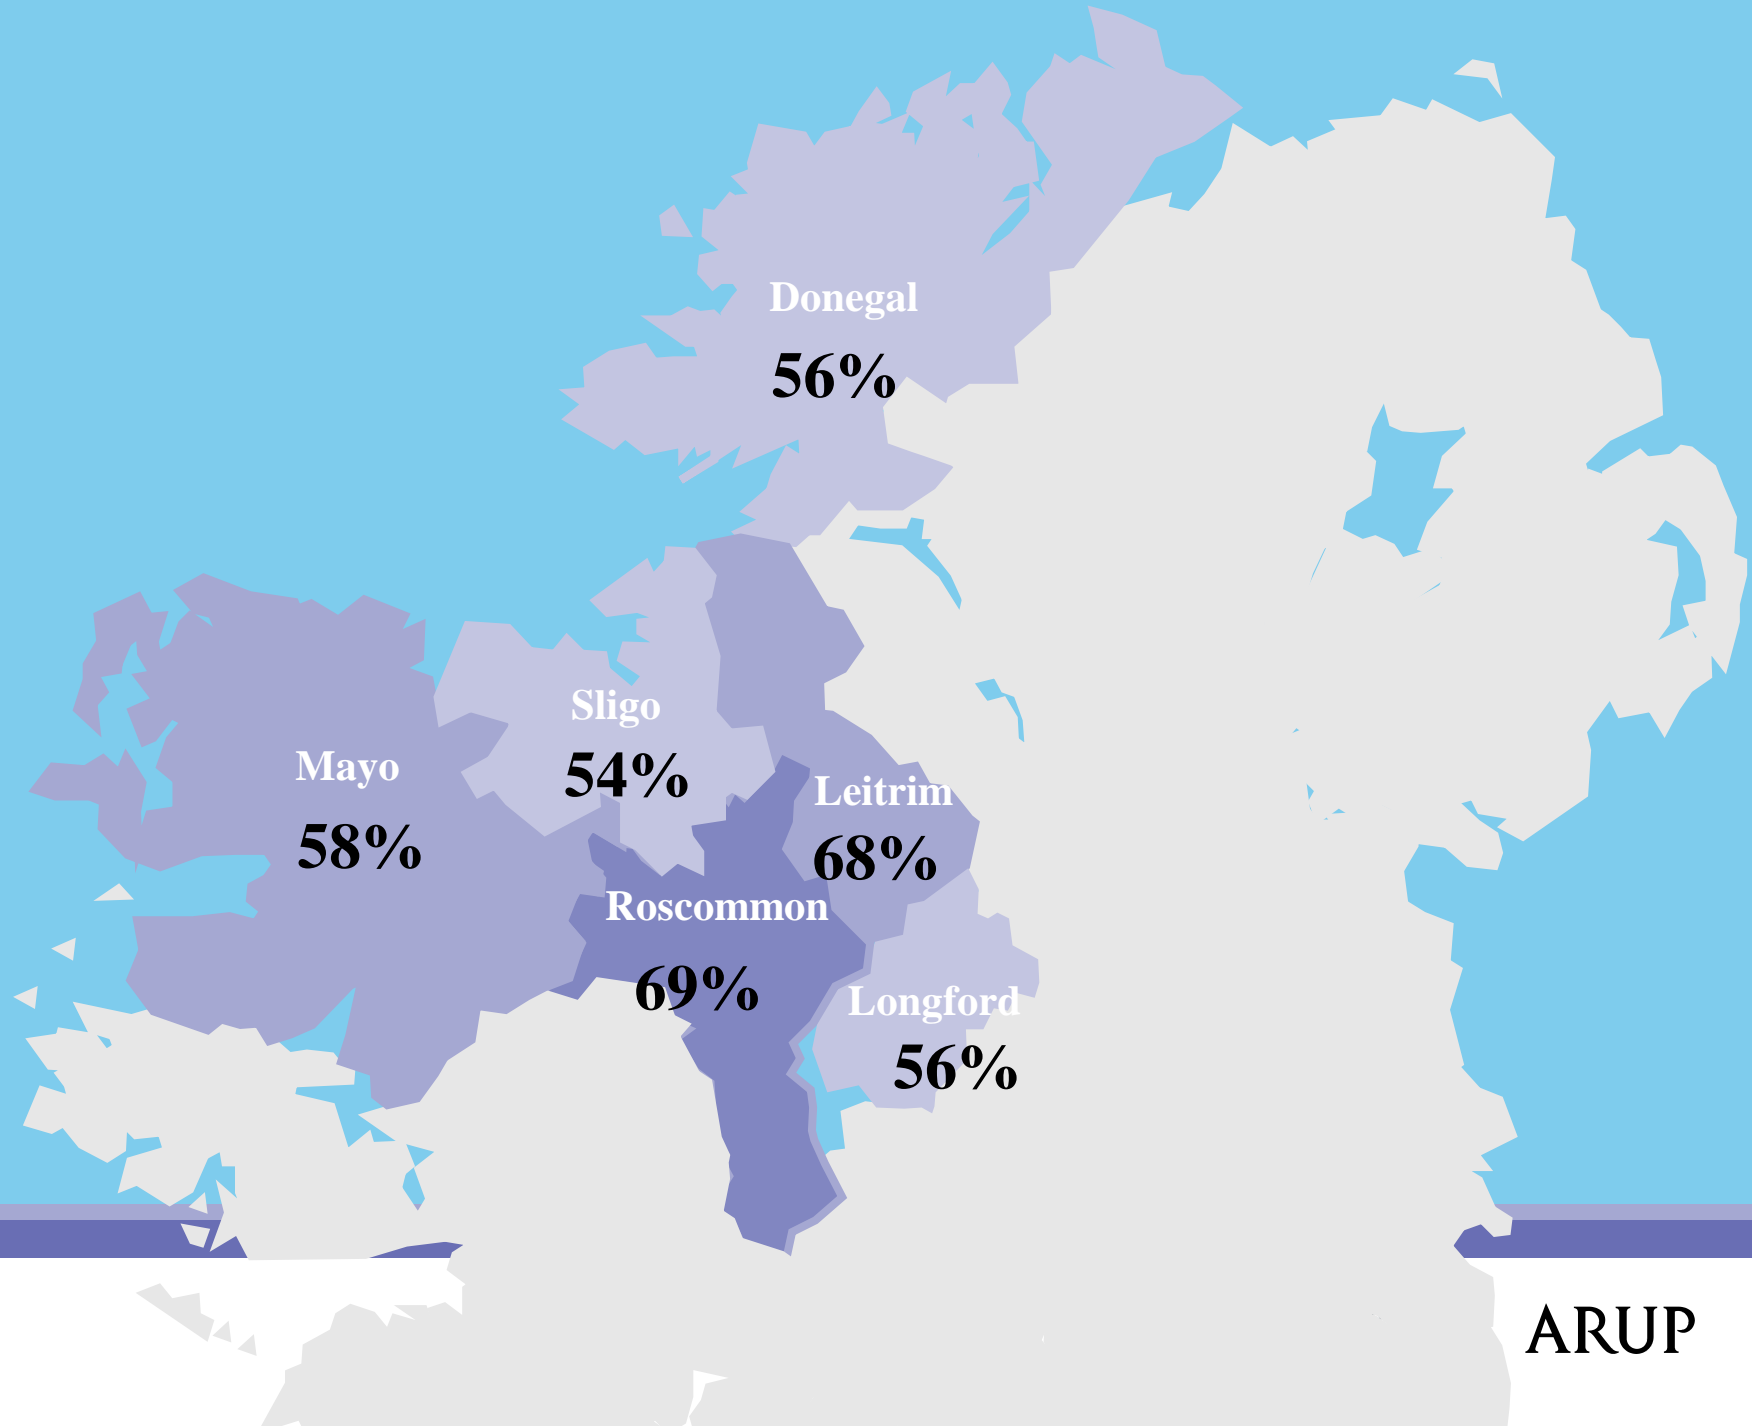 Donegal
56%
Sligo
54%
Mayo
58%
Leitrim
68%
Roscommon
69%
Longford
56%
ARUP